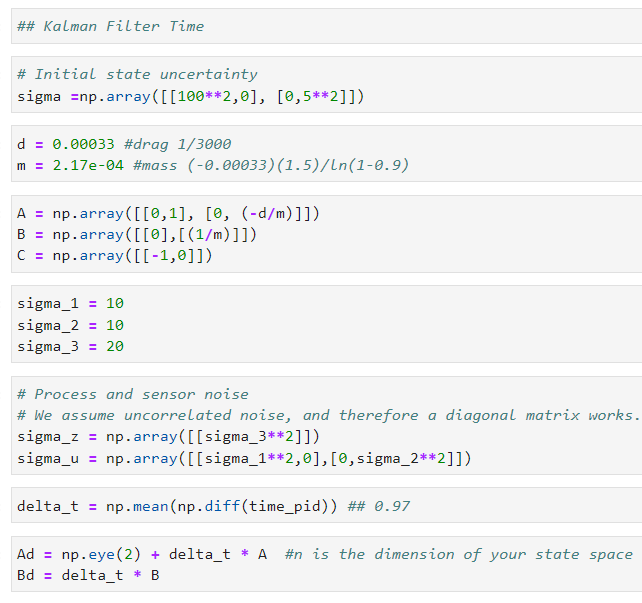 ## Kalman Filter Time
# Initial state uncertainty
sigma =np.array([[100**2,0], [0,5**2]])
d = 0.00033 #drag 1/3000
m = 2.17e-04 #mass (-0.00033)(1.5)/ln(1-0.9)
A = np.array([[0,1], [0, (-d/m)]])
B = np.array([[0],[(1/m)]])
C = np.array([[-1,0]])
sigma_1 = 10
sigma_2 = 10
sigma_3 = 20
# Process and sensor noise
# We assume uncorrelated noise, and therefore a diagonal matrix works.
sigma_z = np.array([[sigma_3**2]])
sigma_u = np.array([[sigma_1**2,0],[0,sigma_2**2]])
delta_t = np.mean(np.diff(time_pid)) ## 0.97
Ad = np.eye(2) + delta_t * A  #n is the dimension of your state space
Bd = delta_t * B